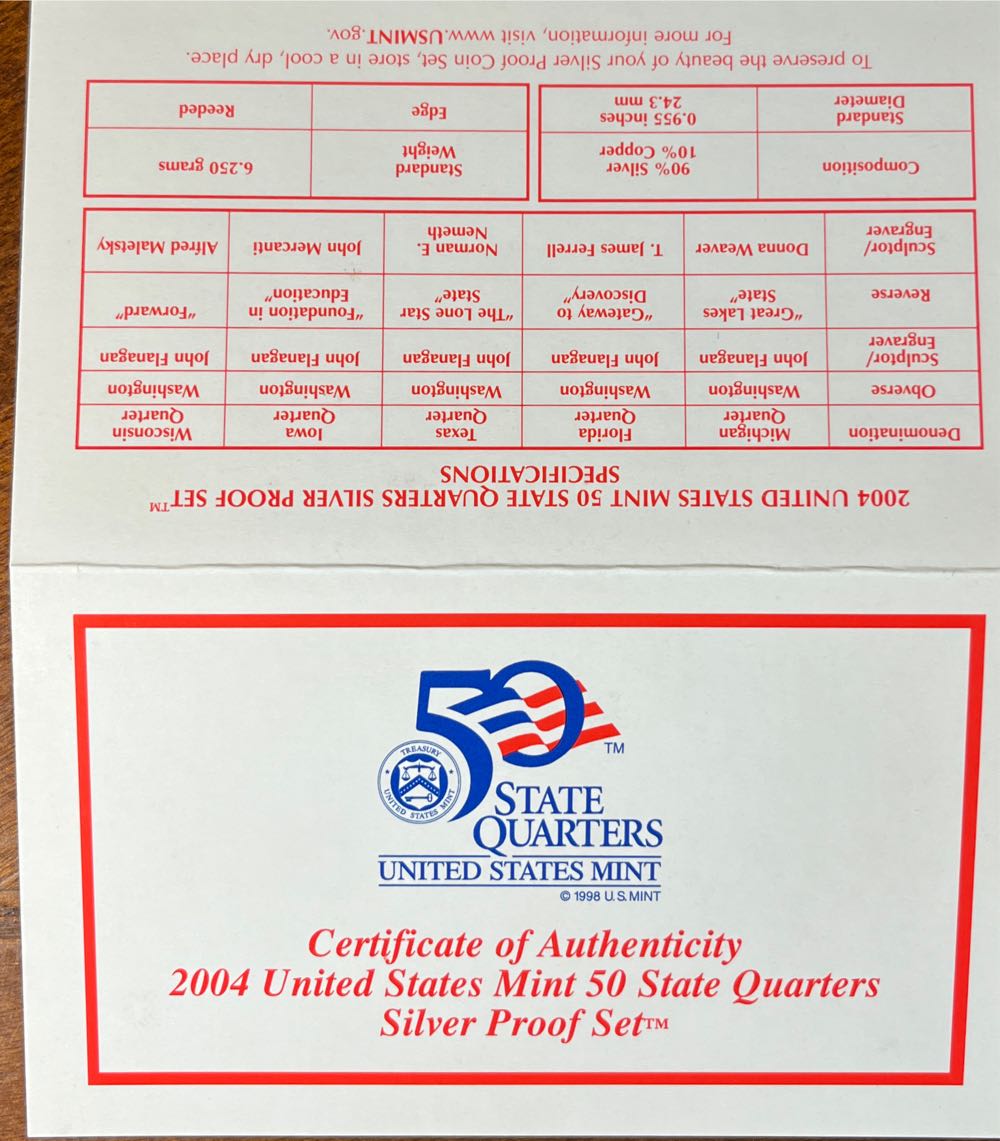 2004 UNITED STATES MINT 50 STATE QUARTERS SILVER PROOF SET™
SPECIFICATIONS
Denomination Michigan Quarter Florida Quarter Texas Quarter Iowa Quarter Wisconsin Quarter
Obverse Washington Washington Washington Washington Washington
Sculptor/ Engraver John Flanagan John Flanagan John Flanagan John Flanagan John Flanagan
Reverse "Great Lakes State" "Gateway to Discovery" "The Lone Star State" "Foundation in Education" "Forward"
Sculptor/ Engraver Donna Weaver T. James Ferrell Norman E. Nemeth John Mercanti Alfred Maletsky
Composition 90% Silver 10% Copper Standard Weight 6.250 grams
Standard Diameter 0.955 inches 24.3 mm Edge Reeded
To preserve the beauty of your Silver Proof Coin Set, store in a cool, dry place.
For more information, visit www.USMINT.gov.
50
TM
TREASURY
UNITED STATES MINT
STATE
QUARTERS
UNITED STATES MINT
© 1998 U.S. MINT
Certificate of Authenticity
2004 United States Mint 50 State Quarters
Silver Proof Set™